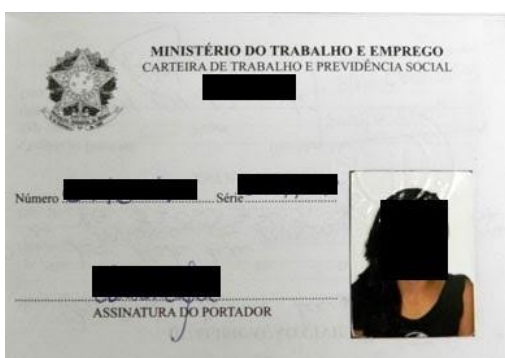 MINISTÉRIO DO TRABALHO E EMPREGO
CARTEIRA DE TRABALHO E PREVIDÊNCIA SOCIAL
Número Série
ASSINATURA DO PORTADOR